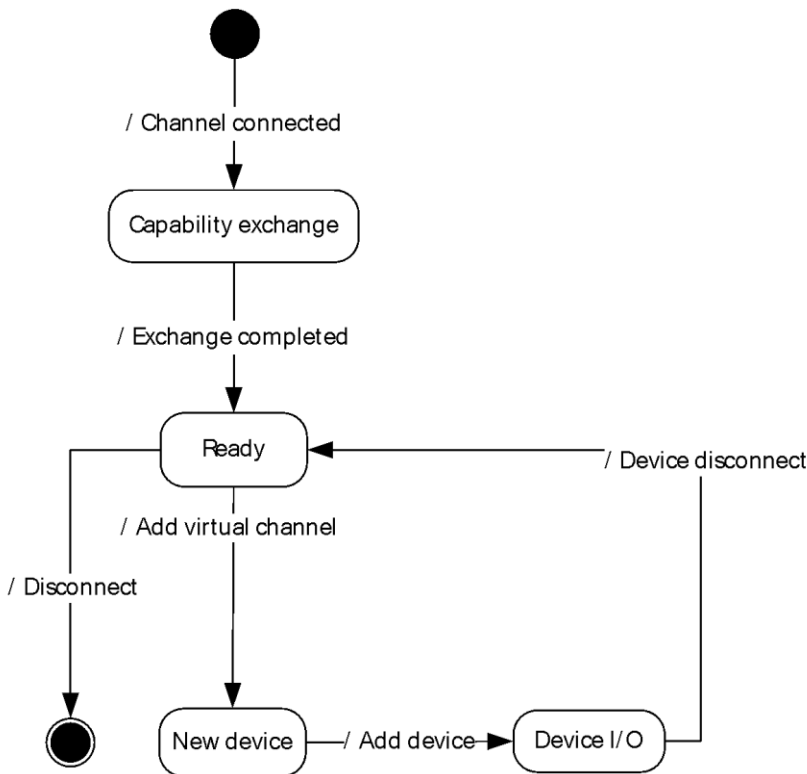 / Channel connected
Capability exchange
/ Exchange completed
Ready
/ Device disconnect
/ Add virtual channel
/ Disconnect
New device
/ Add device
Device I/O